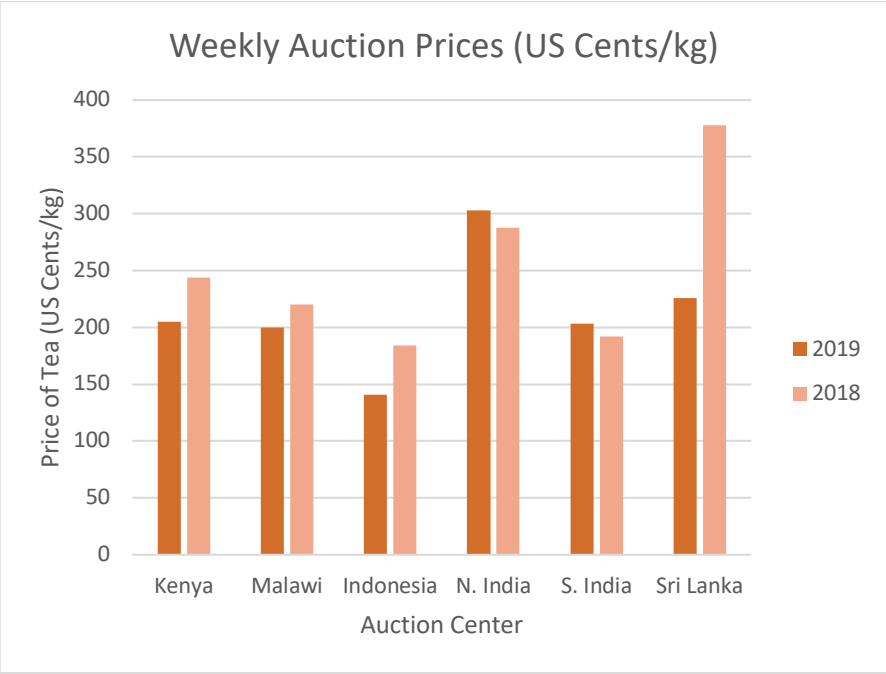 Weekly Auction Prices (US Cents/kg)
Price of Tea (US Cents/kg)
400
350
300
250
200
150
100
50
0
Kenya Malawi Indonesia N. India S. India Sri Lanka
Auction Center
2019
2018